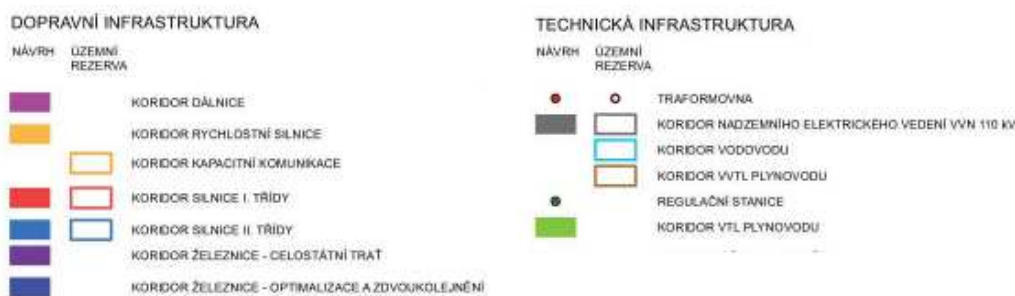 DOPRAVNÍ INFRASTRUKTURA
NÁVRH ÚZEMNÍ
REZERVA
KORIDOR DÁLNICE
KORIDOR RYCHLOSTNÍ SILNICE
KORIDOR KAPACITNÍ KOMUNIKACE
KORIDOR SILNICE I. TŘÍDY
KORIDOR SILNICE II. TŘÍDY
KORIDOR ŽELEZNICE - CELOSTÁTNÍ TRAŤ
KORIDOR ŽELEZNICE - OPTIMALIZACE A ZDVOUKOLEJNĚNÍ
TECHNICKÁ INFRASTRUKTURA
NÁVRH ÚZEMNÍ
REZERVA
TRAFORMOVNA
KORIDOR NADZEMNÍHO ELEKTRICKÉHO VEDENÍ VVN 110 kV
KORIDOR VODOVODU
KORIDOR VVTL PLYNOVODU
REGULAČNÍ STANICE
KORIDOR VTL PLYNOVODU